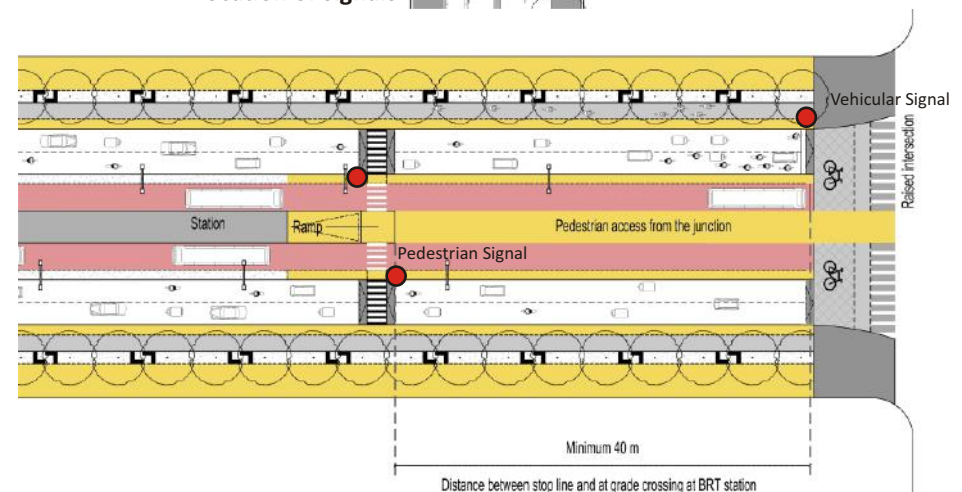 Vehicular Signal
Raised intersection
Station
Ramp
Pedestrian access from the junction
Pedestrian Signal
Minimum 40 m
Distance between stop line and at grade crossing at BRT station